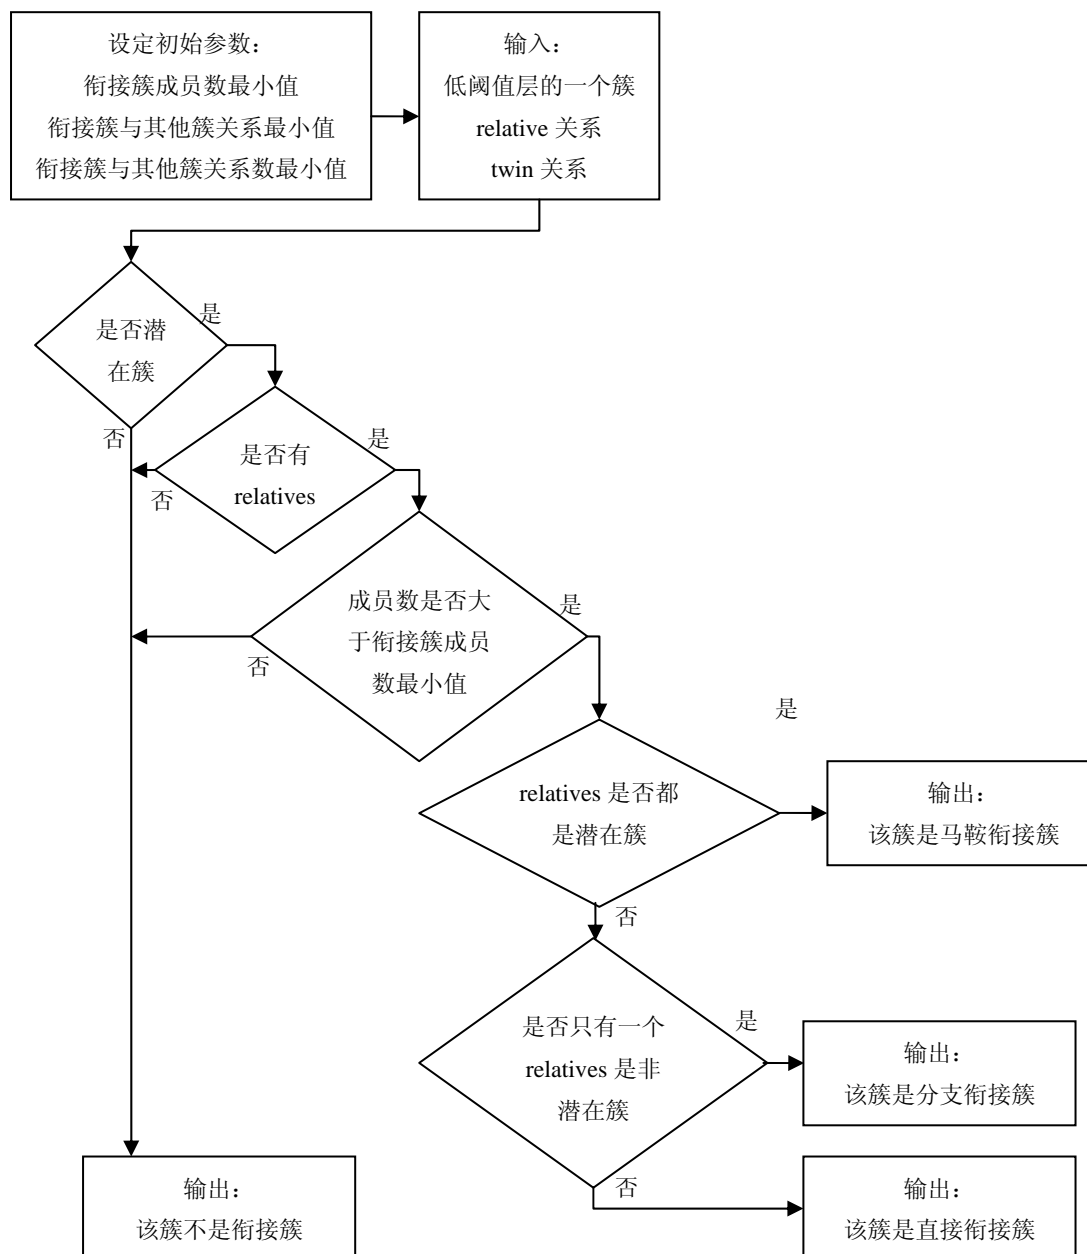 设定初始参数：
衔接簇成员数最小值
衔接簇与其他簇关系最小值
衔接簇与其他簇关系数最小值
输入：
低阈值层的一个簇
relative 关系
twin 关系
是否潜
在簇
是
否
是否有
relatives
是
否
成员数是否大
于衔接簇成员
数最小值
是
否
relatives 是否都
是潜在簇
是
输出：
该簇是马鞍衔接簇
否
是否只有一个
relatives 是非
潜在簇
是
输出：
该簇是分支衔接簇
否
输出：
该簇是直接衔接簇
输出：
该簇不是衔接簇